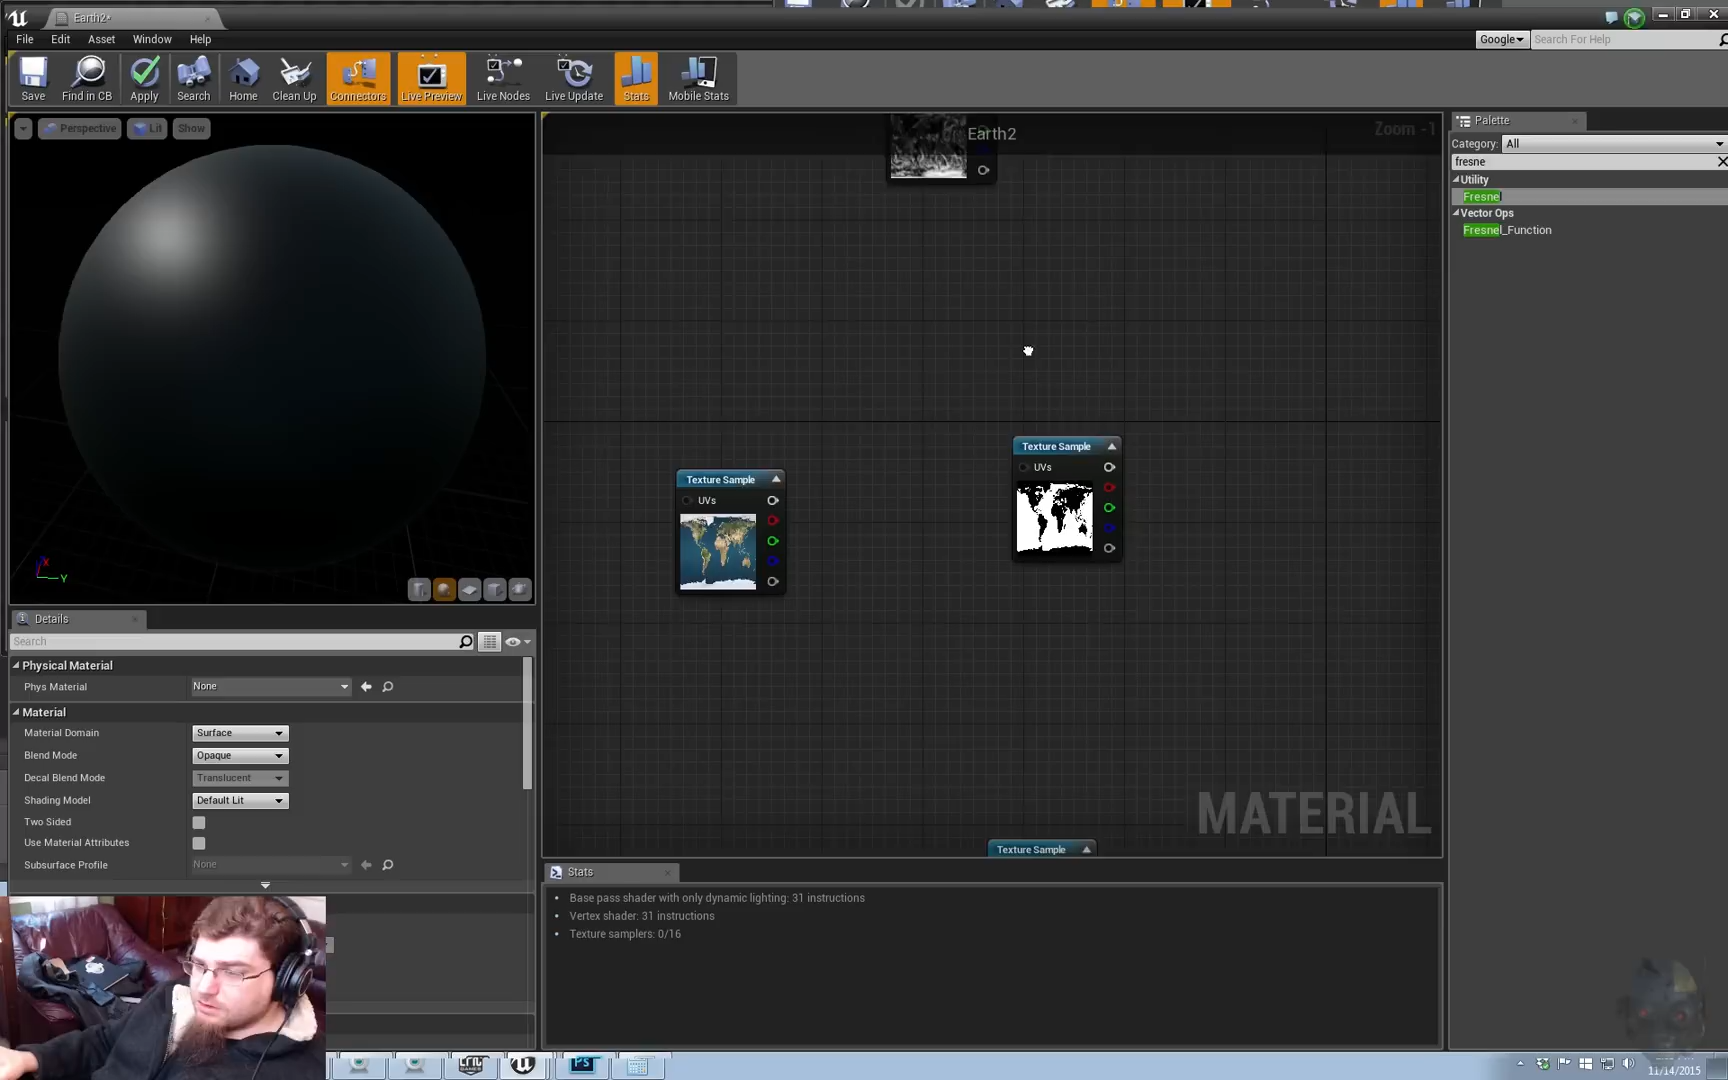 Earth2*
File Edit Asset Window Help
Google Search For Help
Save Find in CB Apply Search Home Clean Up Connectors Live Preview Live Nodes Live Update Stats Mobile Stats
Perspective Lit Show
Earth2
Zoom -1
Palette
Category: All
fresne
Utility
Fresnel
Vector Ops
Fresnel_Function
Texture Sample
UVs
Texture Sample
UVs
Texture Sample
MATERIAL
X
Y
Details
Search
Physical Material
Phys Material None
Material
Material Domain Surface
Blend Mode Opaque
Decal Blend Mode Translucent
Shading Model Default Lit
Two Sided
Use Material Attributes
Subsurface Profile None
Stats
Base pass shader with only dynamic lighting: 31 instructions
Vertex shader: 31 instructions
Texture samplers: 0/16
PS
11/14/2015